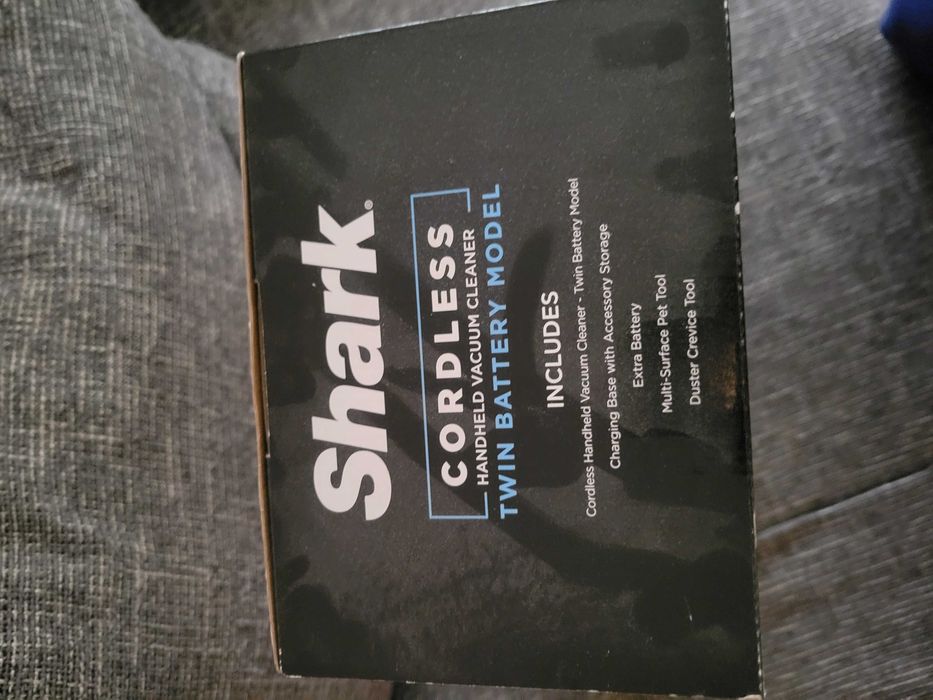 Shark®
CORDLESS
HANDHELD VACUUM CLEANER
TWIN BATTERY MODEL
INCLUDES
Cordless Handheld Vacuum Cleaner - Twin Battery Model
Charging Base with Accessory Storage
Extra Battery
Multi-Surface Pet Tool
Duster Crevice Tool